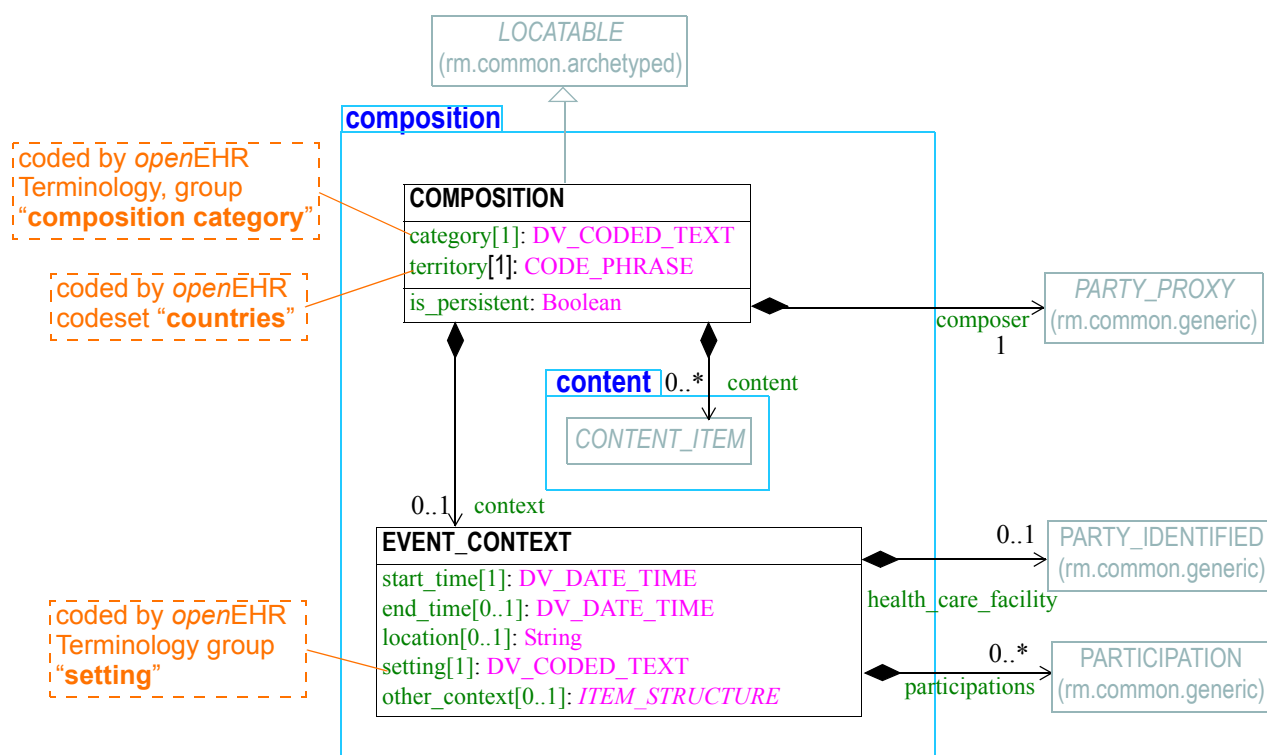 LOCATABLE
(rm.common.archetyped)
composition
coded by openEHR
Terminology, group
“composition category”
COMPOSITION
category[1]: DV_CODED_TEXT
territory[1]: CODE_PHRASE
is_persistent: Boolean
coded by openEHR
codeset “countries”
composer
1
PARTY_PROXY
(rm.common.generic)
content
0..*
content
CONTENT_ITEM
0..1
context
EVENT_CONTEXT
start_time[1]: DV_DATE_TIME
end_time[0..1]: DV_DATE_TIME
location[0..1]: String
setting[1]: DV_CODED_TEXT
other_context[0..1]: ITEM_STRUCTURE
0..1
health_care_facility
PARTY_IDENTIFIED
(rm.common.generic)
coded by openEHR
Terminology group
“setting”
0..*
participations
PARTICIPATION
(rm.common.generic)